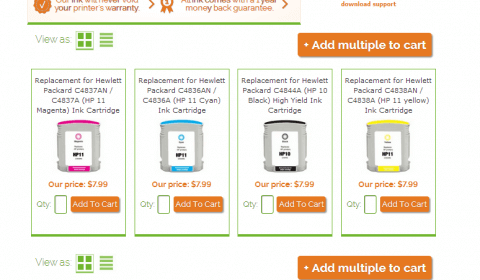 Our ink will never void
your printer's warranty.
All ink comes with a 1 year
money back guarantee.
download support
View as:
+ Add multiple to cart
Replacement for Hewlett
Packard C4837AN /
C4837A (HP 11
Magenta) Ink Cartridge
HP11
Our price: $7.99
Qty: Add To Cart
Replacement for Hewlett
Packard C4836AN /
C4836A (HP 11 Cyan) Ink
Cartridge
HP11
Our price: $7.99
Qty: Add To Cart
Replacement for Hewlett
Packard C4844A (HP 10
Black) High Yield Ink
Cartridge
HP10
Our price: $7.99
Qty: Add To Cart
Replacement for Hewlett
Packard C4838AN /
C4838A (HP 11 yellow)
Ink Cartridge
HP11
Our price: $7.99
Qty: Add To Cart
View as:
+ Add multiple to cart